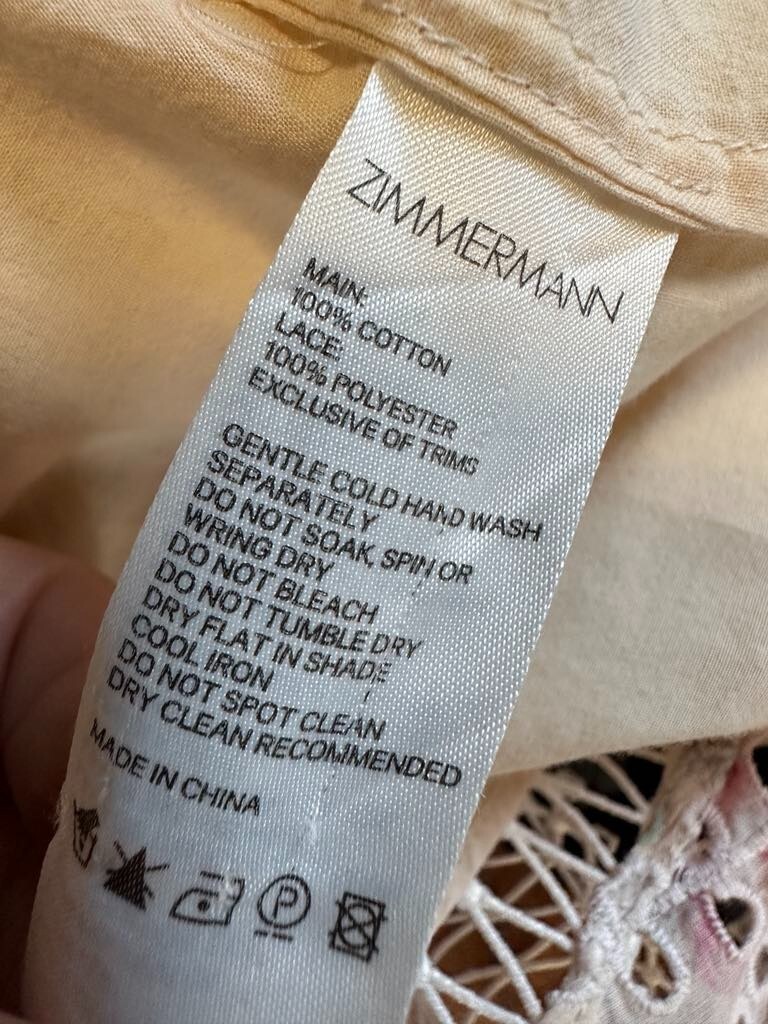 ZIMMERMANN
MAIN:
100% COTTON
LACE:
100% POLYESTER
EXCLUSIVE OF TRIMS
GENTLE COLD HAND WASH
SEPARATELY
DO NOT SOAK, SPIN OR
WRING DRY
DO NOT BLEACH
DO NOT TUMBLE DRY
DRY FLAT IN SHADE
COOL IRON
DO NOT SPOT CLEAN
DRY CLEAN RECOMMENDED
MADE IN CHINA
P